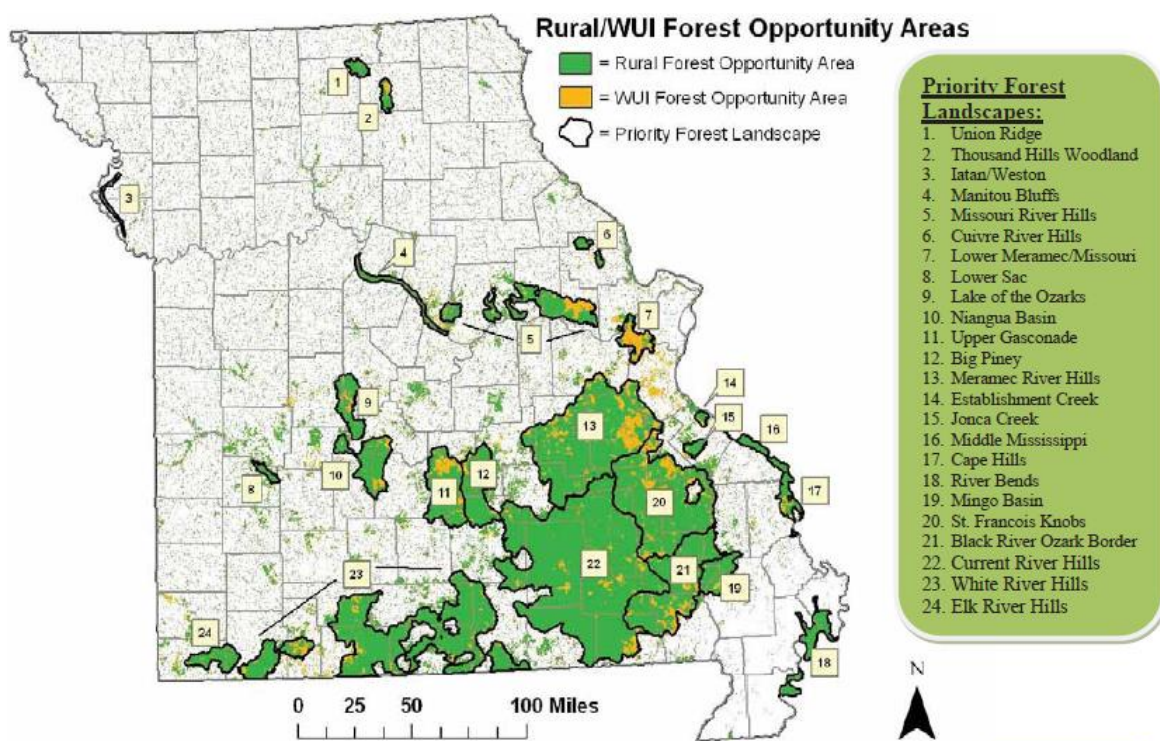 Rural/WUI Forest Opportunity Areas
= Rural Forest Opportunity Area
= WUI Forest Opportunity Area
= Priority Forest Landscape
Priority Forest
Landscapes:
1. Union Ridge
2. Thousand Hills Woodland
3. Iatan/Weston
4. Manitou Bluffs
5. Missouri River Hills
6. Cuivre River Hills
7. Lower Meramec/Missouri
8. Lower Sac
9. Lake of the Ozarks
10. Niangua Basin
11. Upper Gasconade
12. Big Piney
13. Meramec River Hills
14. Establishment Creek
15. Jonca Creek
16. Middle Mississippi
17. Cape Hills
18. River Bends
19. Mingo Basin
20. St. Francois Knobs
21. Black River Ozark Border
22. Current River Hills
23. White River Hills
24. Elk River Hills
1
2
3
4
5
6
7
8
9
10
11
12
13
14
15
16
17
18
19
20
21
22
23
24
0 25 50 100 Miles
N